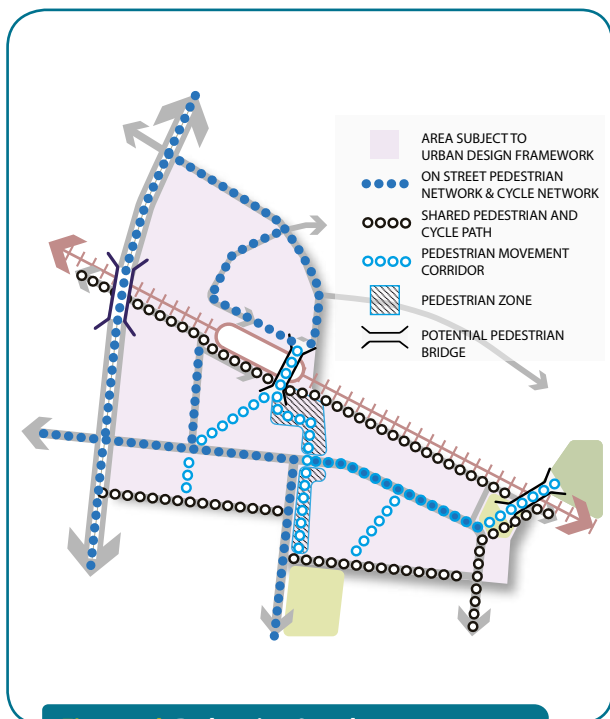 AREA SUBJECT TO
URBAN DESIGN FRAMEWORK
ON STREET PEDESTRIAN
NETWORK & CYCLE NETWORK
SHARED PEDESTRIAN AND
CYCLE PATH
PEDESTRIAN MOVEMENT
CORRIDOR
PEDESTRIAN ZONE
POTENTIAL PEDESTRIAN
BRIDGE